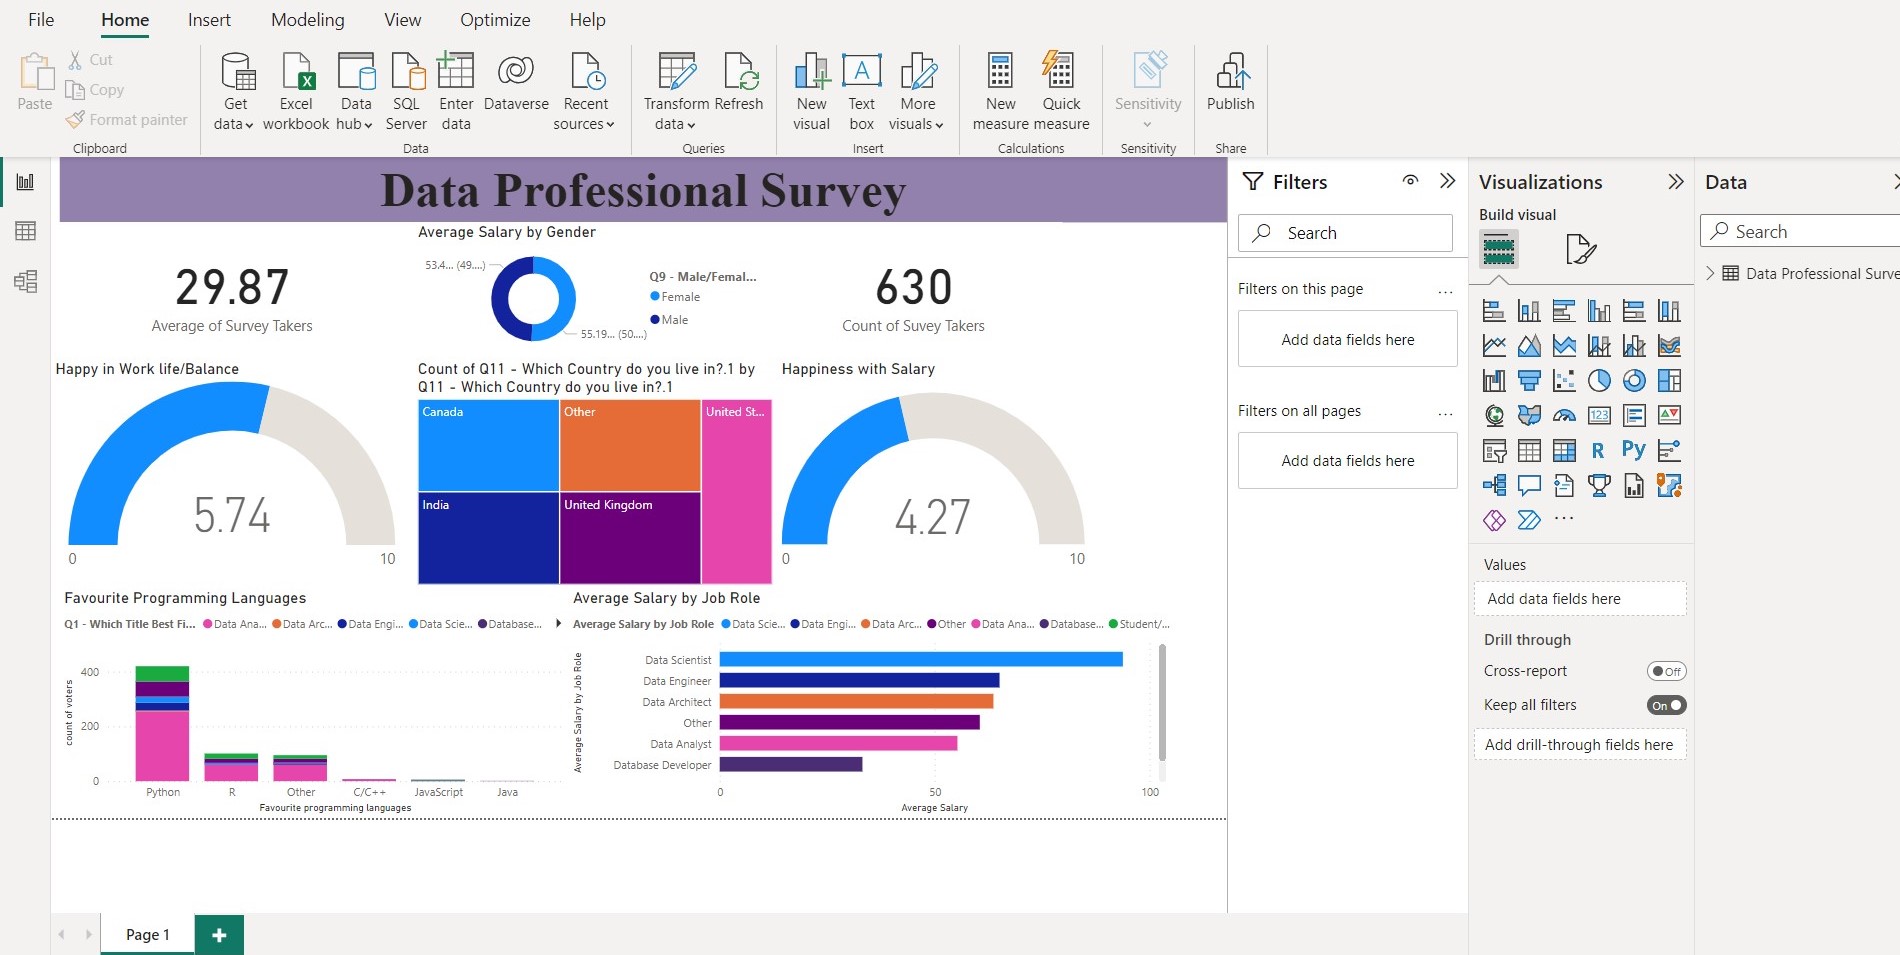 File Home Insert Modeling View Optimize Help
Paste
Cut
Copy
Format painter
Clipboard
Get data
Excel workbook
Data hub
SQL Server
Enter data
Dataverse
Recent sources
Data
Transform data
Refresh
Queries
New visual
Text box
More visuals
Insert
New measure
Quick measure
Calculations
Sensitivity
Sensitivity
Publish
Share
Data Professional Survey
29.87
Average of Survey Takers
Average Salary by Gender
53.4... (49....)
55.19... (50....)
Q9 - Male/Femal...
Female
Male
630
Count of Suvey Takers
Happy in Work life/Balance
5.74
0
10
Count of Q11 - Which Country do you live in?.1 by
Q11 - Which Country do you live in?.1
Canada
Other
United St...
India
United Kingdom
Happiness with Salary
4.27
0
10
Favourite Programming Languages
Q1 - Which Title Best Fi... Data Ana... Data Arc... Data Engi... Data Scie... Database...
count of voters
400
200
0
Python R Other C/C++ JavaScript Java
Favourite programming languages
Average Salary by Job Role
Average Salary by Job Role Data Scie... Data Engi... Data Arc... Other Data Ana... Database... Student/...
Average Salary by Job Role
Data Scientist
Data Engineer
Data Architect
Other
Data Analyst
Database Developer
0 50 100
Average Salary
Page 1
Filters
Search
Filters on this page ...
Add data fields here
Filters on all pages ...
Add data fields here
Visualizations
Build visual
123
R
Py
...
Values
Add data fields here
Drill through
Cross-report Off
Keep all filters On
Add drill-through fields here
Data
Search
Data Professional Surve